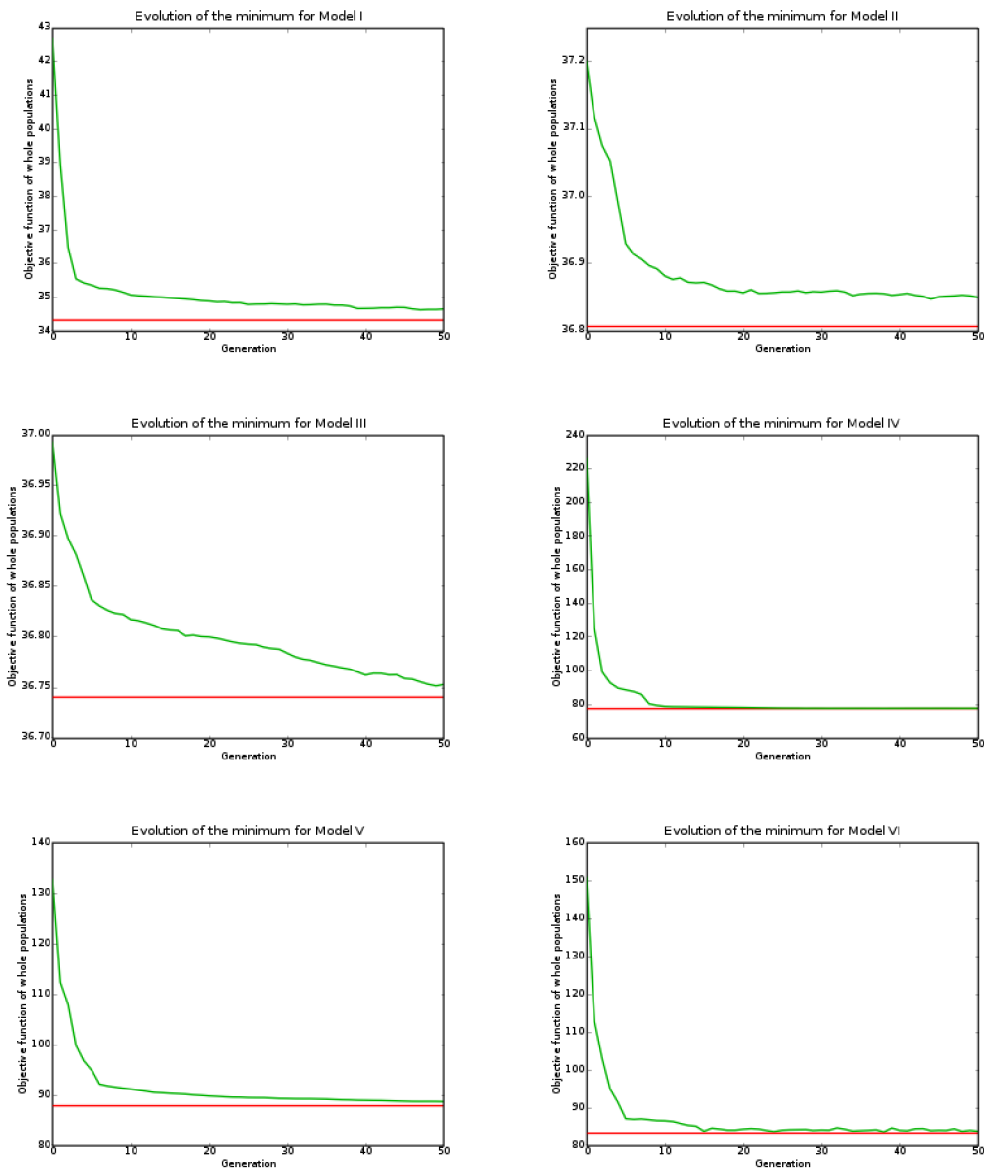 Evolution of the minimum for Model I
Objective function of whole populations
43
42
41
40
39
38
37
36
35
34
0 10 20 30 40 50
Generation
Evolution of the minimum for Model II
Objective function of whole populations
37.2
37.1
37.0
36.9
36.8
0 10 20 30 40 50
Generation
Evolution of the minimum for Model III
Objective function of whole populations
37.00
36.95
36.90
36.85
36.80
36.75
36.70
0 10 20 30 40 50
Generation
Evolution of the minimum for Model IV
Objective function of whole populations
240
220
200
180
160
140
120
100
80
60
0 10 20 30 40 50
Generation
Evolution of the minimum for Model V
Objective function of whole populations
140
130
120
110
100
90
80
0 10 20 30 40 50
Generation
Evolution of the minimum for Model VI
Objective function of whole populations
160
150
140
130
120
110
100
90
80
0 10 20 30 40 50
Generation